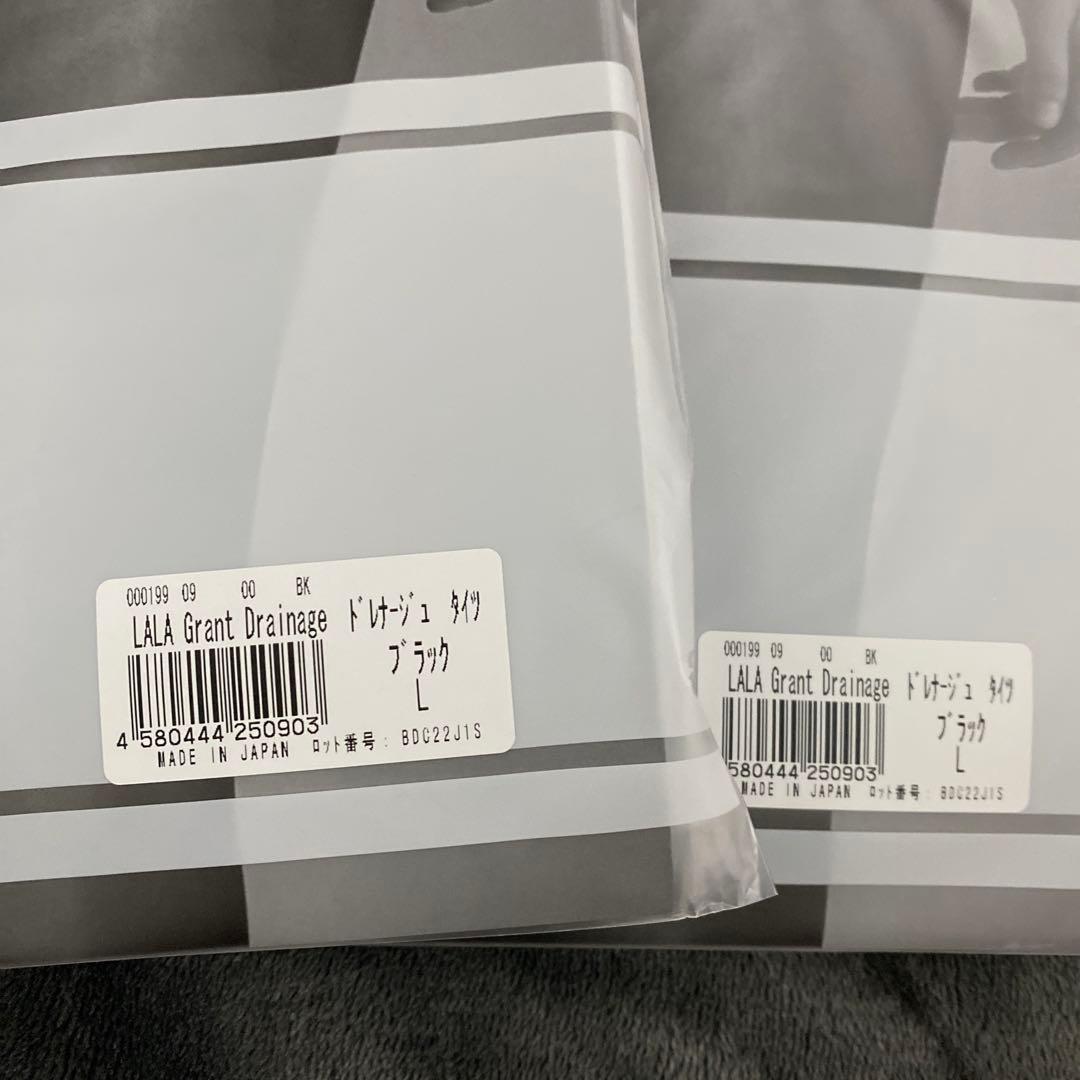 000199 09 00 BK
LALA Grant Drainage ﾄﾞﾚﾅｰｼﾞｭ ﾀｲﾂ
ﾌﾞﾗｯｸ
L
4 580444 250903
MADE IN JAPAN ﾛｯﾄ番号: BDC22J1S
000199 09 00 BK
LALA Grant Drainage ﾄﾞﾚﾅｰｼﾞｭ ﾀｲﾂ
ﾌﾞﾗｯｸ
L
580444 250903
MADE IN JAPAN ﾛｯﾄ番号: BDC22J1S